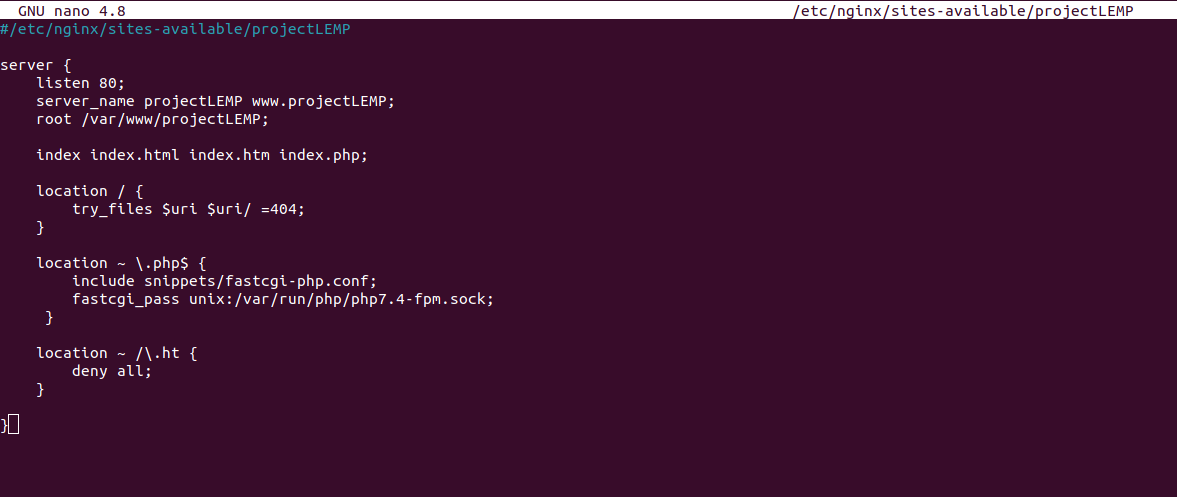 GNU nano 4.8 /etc/nginx/sites-available/projectLEMP
#/etc/nginx/sites-available/projectLEMP
server {
listen 80;
server_name projectLEMP www.projectLEMP;
root /var/www/projectLEMP;
index index.html index.htm index.php;
location / {
try_files $uri $uri/ =404;
}
location ~ \.php$ {
include snippets/fastcgi-php.conf;
fastcgi_pass unix:/var/run/php/php7.4-fpm.sock;
}
location ~ /\.ht {
deny all;
}
}